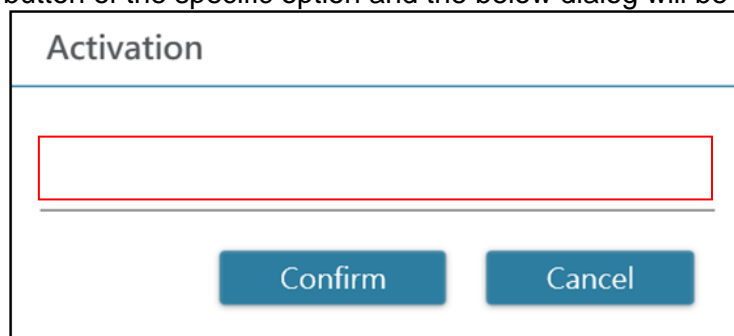 button of the specific option and the below dialog will be
Activation
Confirm Cancel